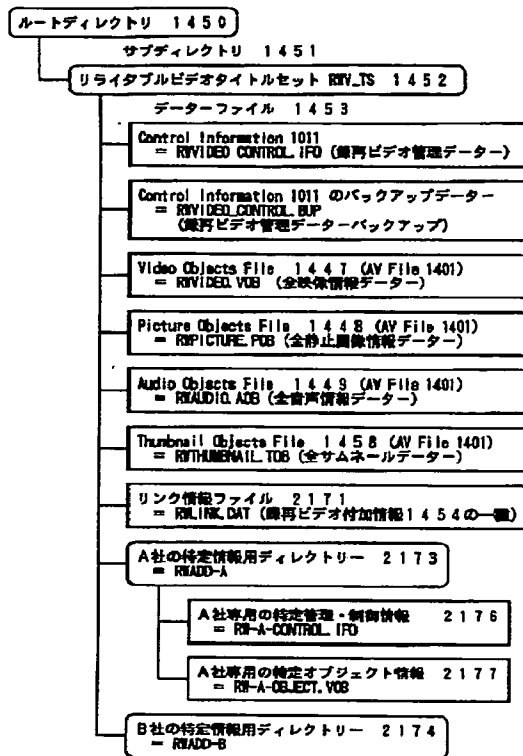 ルートディレクトリ 1450
サブディレクトリ 1451
リライタブルビデオタイトルセット RWV_TS 1452
データーファイル 1453
Control Information 1011
= RWVIDEO CONTROL.IFO (録再ビデオ管理データー)
Control Information 1011 のバックアップデーター
= RWVIDEO_CONTROL.BUP
(録再ビデオ管理データーバックアップ)
Video Objects File 1447 (AV File 1401)
= RWVIDEO.VOB (全映像情報データー)
Picture Objects File 1448 (AV File 1401)
= RWPICTURE.POB (全静止画像情報データー)
Audio Objects File 1449 (AV File 1401)
= RWAUDIO.AOB (全音声情報データー)
Thumbnail Objects File 1458 (AV File 1401)
= RWTHUMBNAIL.TOB (全サムネールデーター)
リンク情報ファイル 2171
= RWLINK.DAT (録再ビデオ付加情報1454の一種)
A社の特定情報用ディレクトリー 2173
= RWADD-A
A社専用の特定管理・制御情報 2176
= RW-A-CONTROL.IFO
A社専用の特定オブジェクト情報 2177
= RW-A-OBJECT.VOB
B社の特定情報用ディレクトリー 2174
= RWADD-B